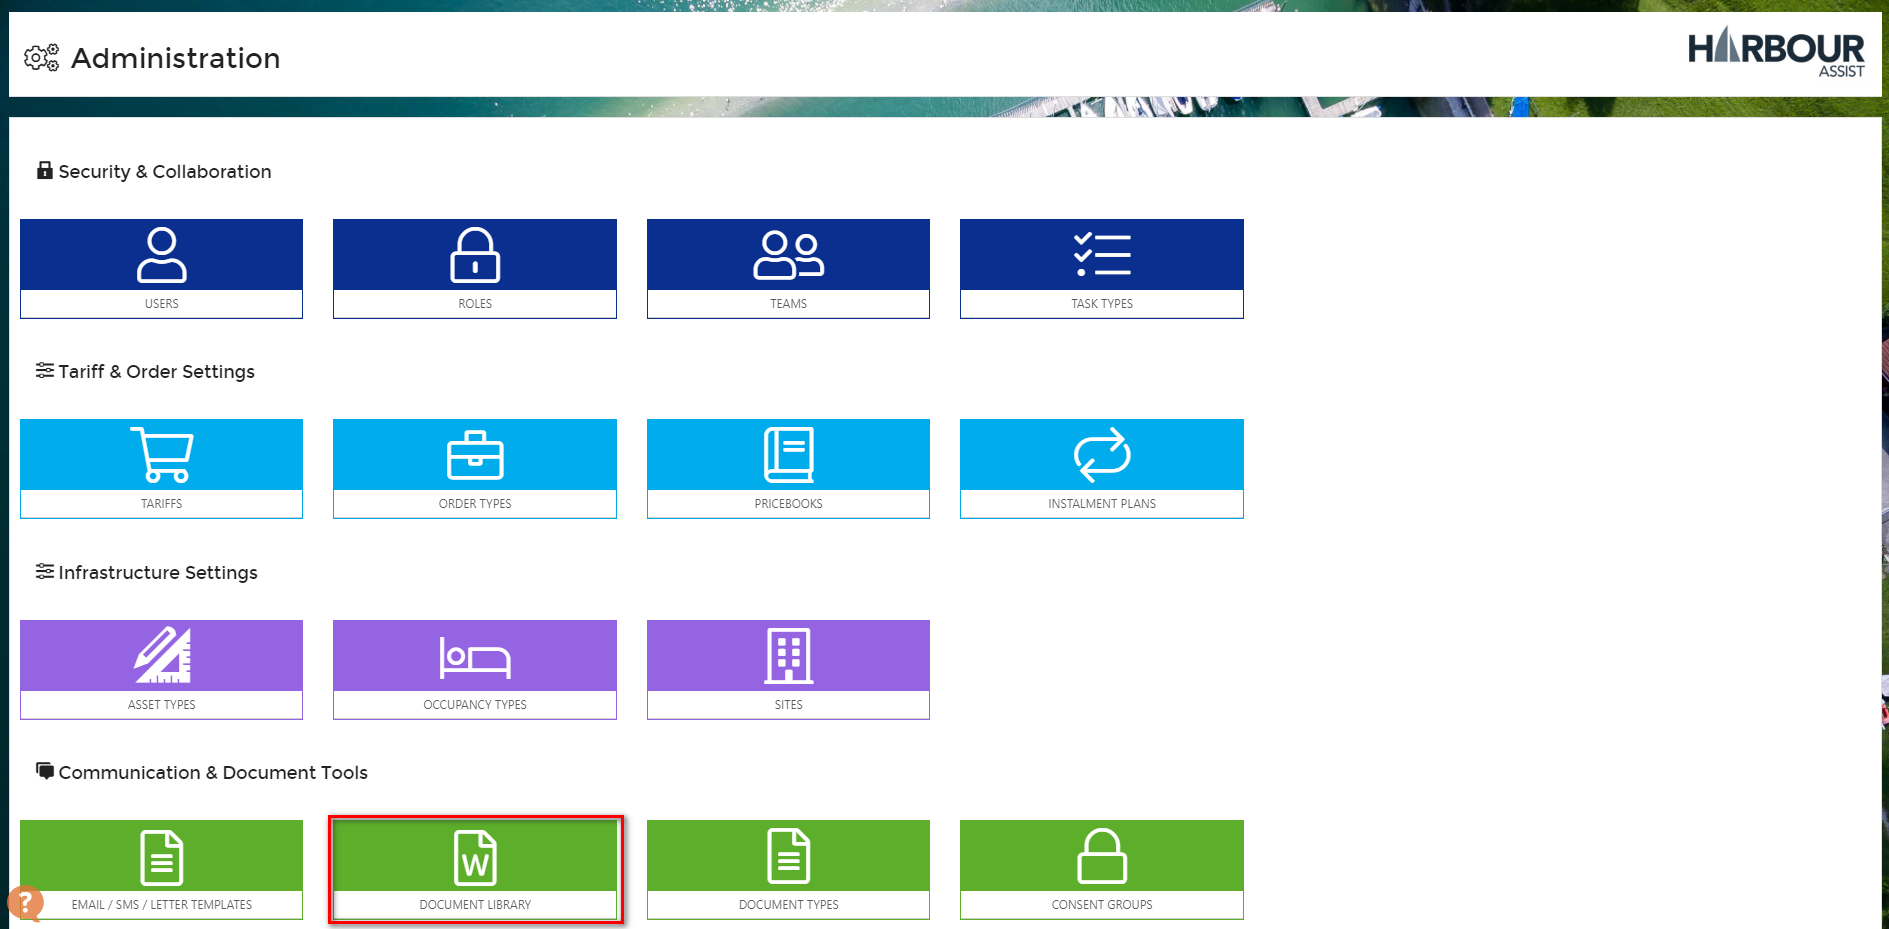 Administration
HARBOUR
ASSIST
Security & Collaboration
USERS
ROLES
TEAMS
TASK TYPES
Tariff & Order Settings
TARIFFS
ORDER TYPES
PRICEBOOKS
INSTALMENT PLANS
Infrastructure Settings
ASSET TYPES
OCCUPANCY TYPES
SITES
Communication & Document Tools
W
?
EMAIL / SMS / LETTER TEMPLATES
DOCUMENT LIBRARY
DOCUMENT TYPES
CONSENT GROUPS